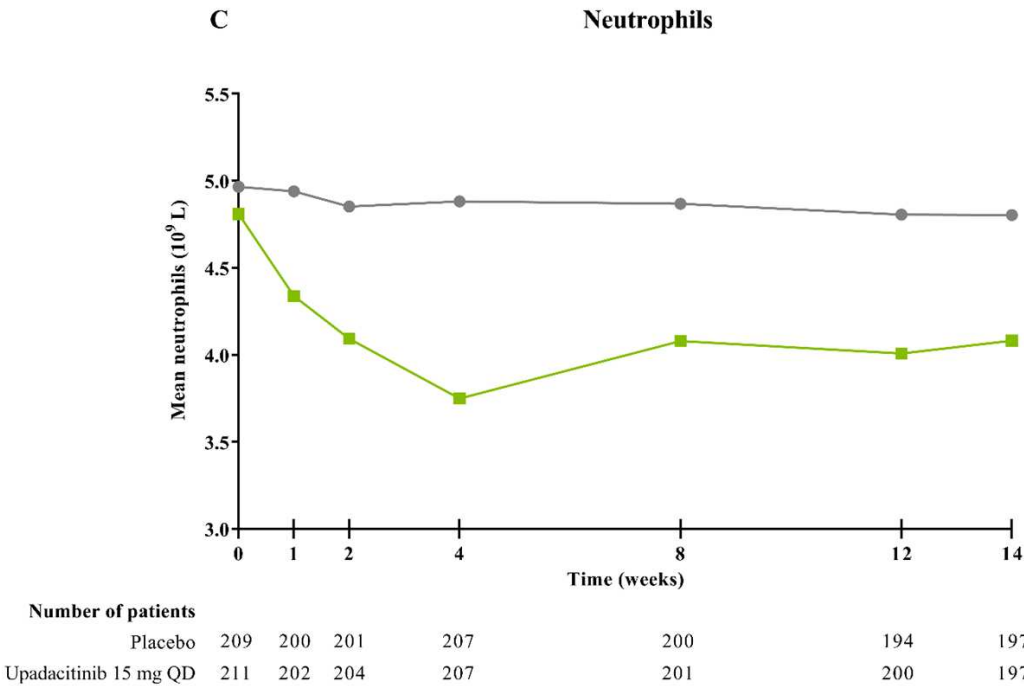 C Neutrophils
5.5
5.0
4.5
4.0
3.5
3.0
Mean neutrophils (10⁹ L)
0 1 2 4 8 12 14
Time (weeks)
Number of patients
Placebo 209 200 201 207 200 194 197
Upadacitinib 15 mg QD 211 202 204 207 201 200 197